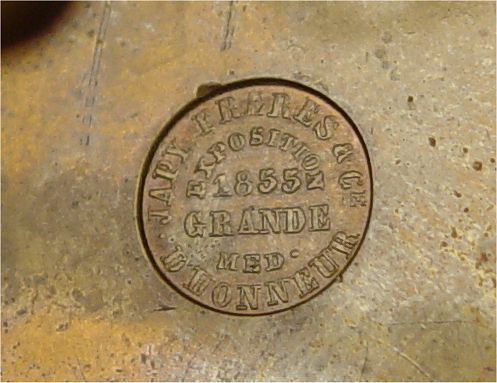 JAPY FRERES & CIE
EXPOSITION
1855
GRANDE
MED.
D'HONNEUR